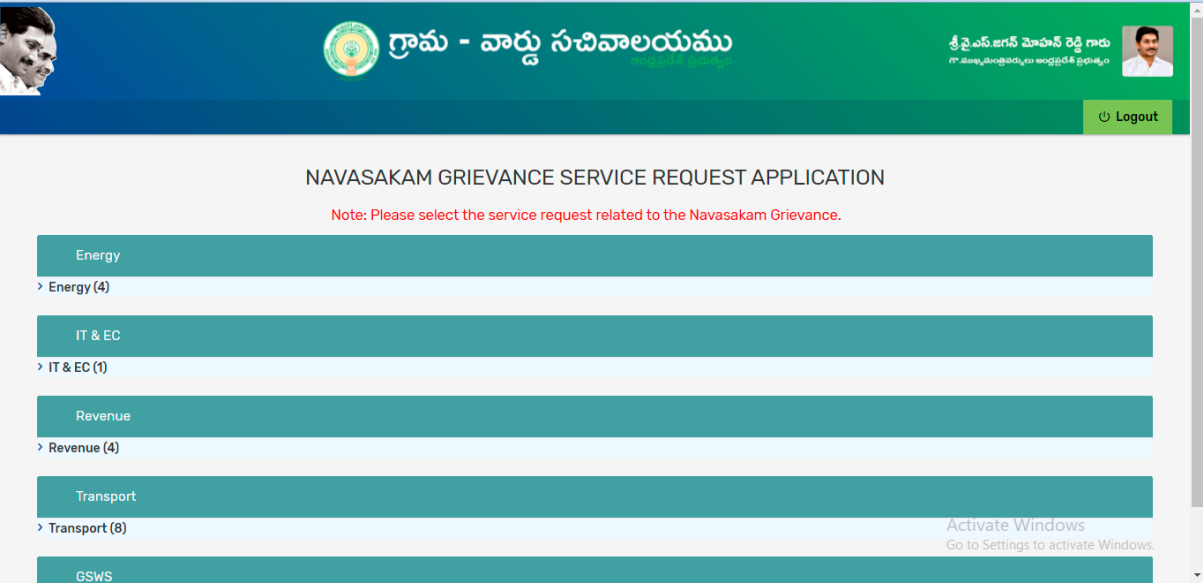 గ్రామ - వార్డు సచివాలయము
ఆంధ్రప్రదేశ్ ప్రభుత్వం
శ్రీ.వై.ఎస్.జగన్ మోహన్ రెడ్డి గారు
గౌ.ముఖ్యమంత్రివర్యులు ఆంధ్రప్రదేశ్ ప్రభుత్వం
Logout
NAVASAKAM GRIEVANCE SERVICE REQUEST APPLICATION
Note: Please select the service request related to the Navasakam Grievance.
Energy
Energy (4)
IT & EC
IT & EC (1)
Revenue
Revenue (4)
Transport
Transport (8)
Activate Windows
Go to Settings to activate Windows.
GSWS